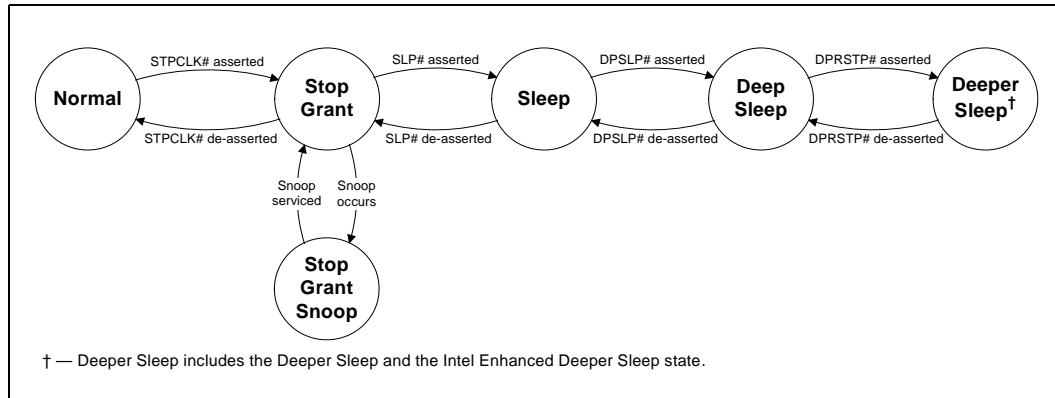 STPCLK# asserted
SLP# asserted
DPSLP# asserted
DPRSTP# asserted
Normal
Stop
Grant
Sleep
Deep
Sleep
Deeper
Sleep†
STPCLK# de-asserted
SLP# de-asserted
DPSLP# de-asserted
DPRSTP# de-asserted
Snoop
serviced
Snoop
occurs
Stop
Grant
Snoop
† — Deeper Sleep includes the Deeper Sleep and the Intel Enhanced Deeper Sleep state.